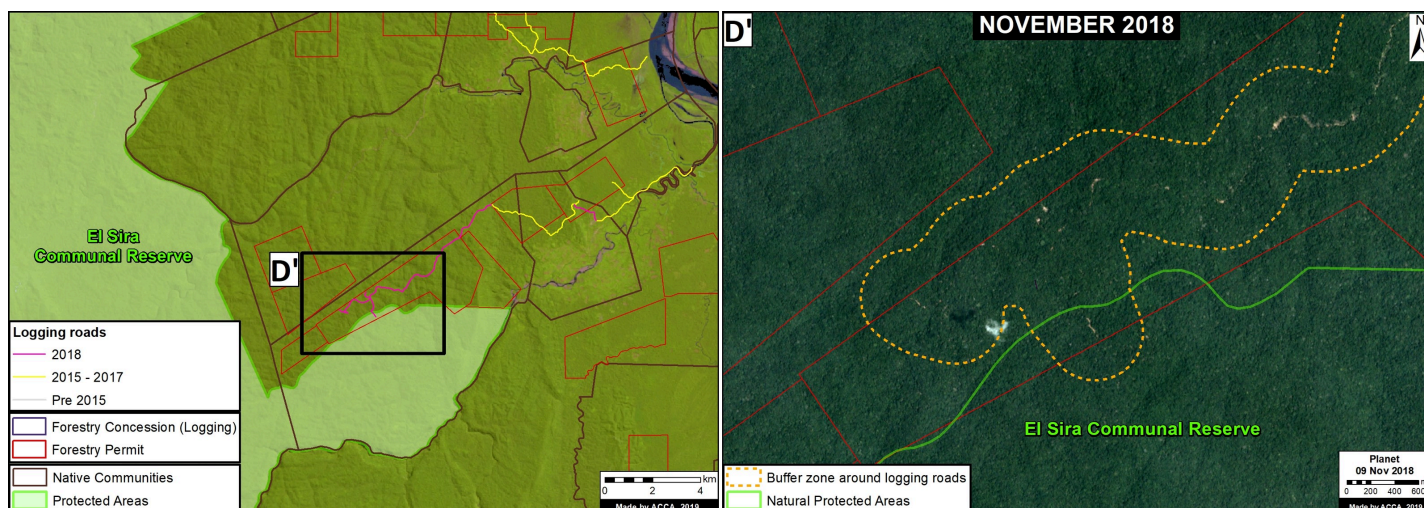 El Sira
Communal Reserve
D'
Logging roads
2018
2015 - 2017
Pre 2015
Forestry Concession (Logging)
Forestry Permit
Native Communities
Protected Areas
km
0 2 4
Made by ACCA, 2019
D'
NOVEMBER 2018
N
El Sira Communal Reserve
Buffer zone around logging roads
Natural Protected Areas
Planet
09 Nov 2018
0 200 400 600
Made by ACCA, 2019